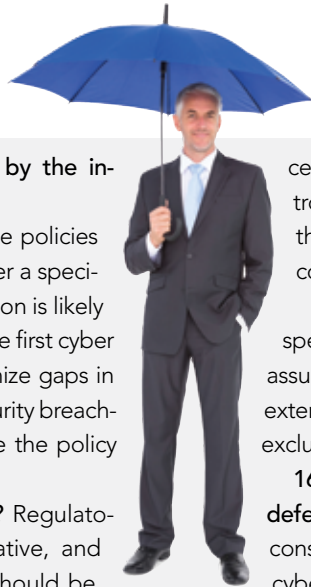 by the in-
e policies
er a speci-
on is likely
e first cyber
nize gaps in
urity breach-
e the policy
? Regulato-
ative, and
hould be
ce
tro
th
co
spe
assu
exter
exclu
16
defe
cons
cybe